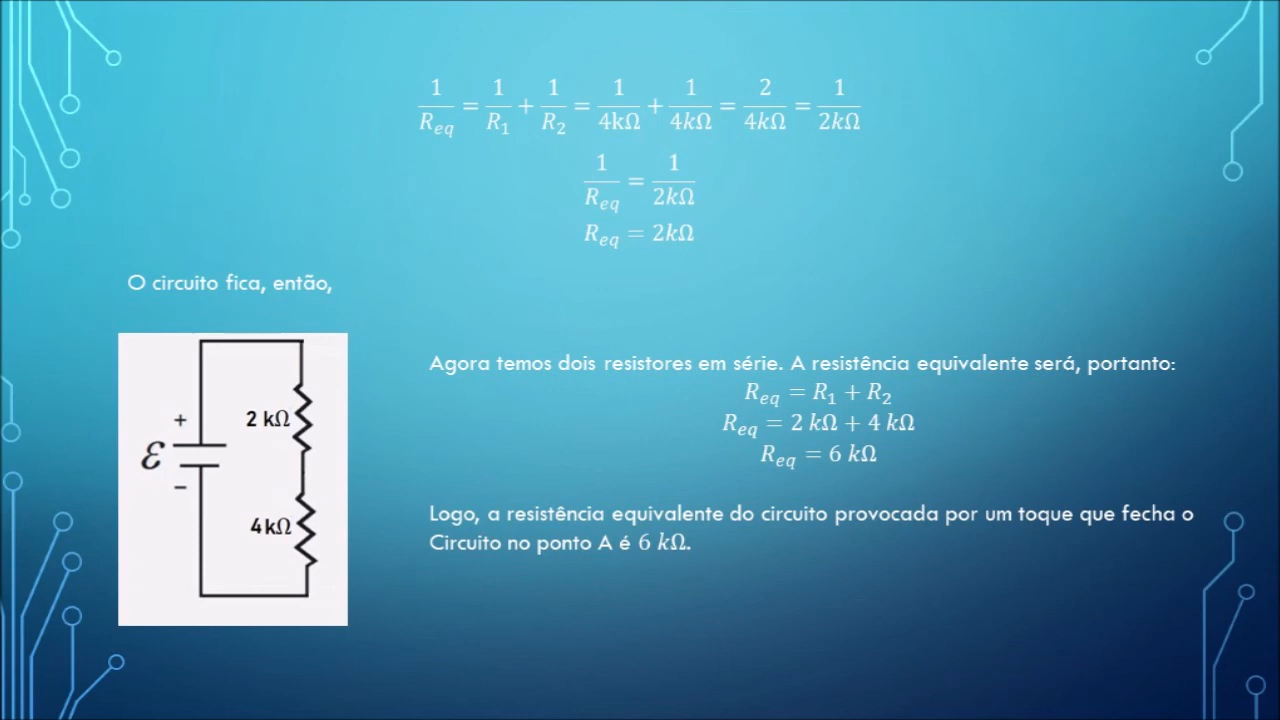 1/R_eq = 1/R_1 + 1/R_2 = 1/4kΩ + 1/4kΩ = 2/4kΩ = 1/2kΩ
1/R_eq = 1/2kΩ
R_eq = 2kΩ
O circuito fica, então,
+
2 kΩ
ℰ
−
4kΩ
Agora temos dois resistores em série. A resistência equivalente será, portanto:
R_eq = R_1 + R_2
R_eq = 2 kΩ + 4 kΩ
R_eq = 6 kΩ
Logo, a resistência equivalente do circuito provocada por um toque que fecha o
Circuito no ponto A é 6 kΩ.